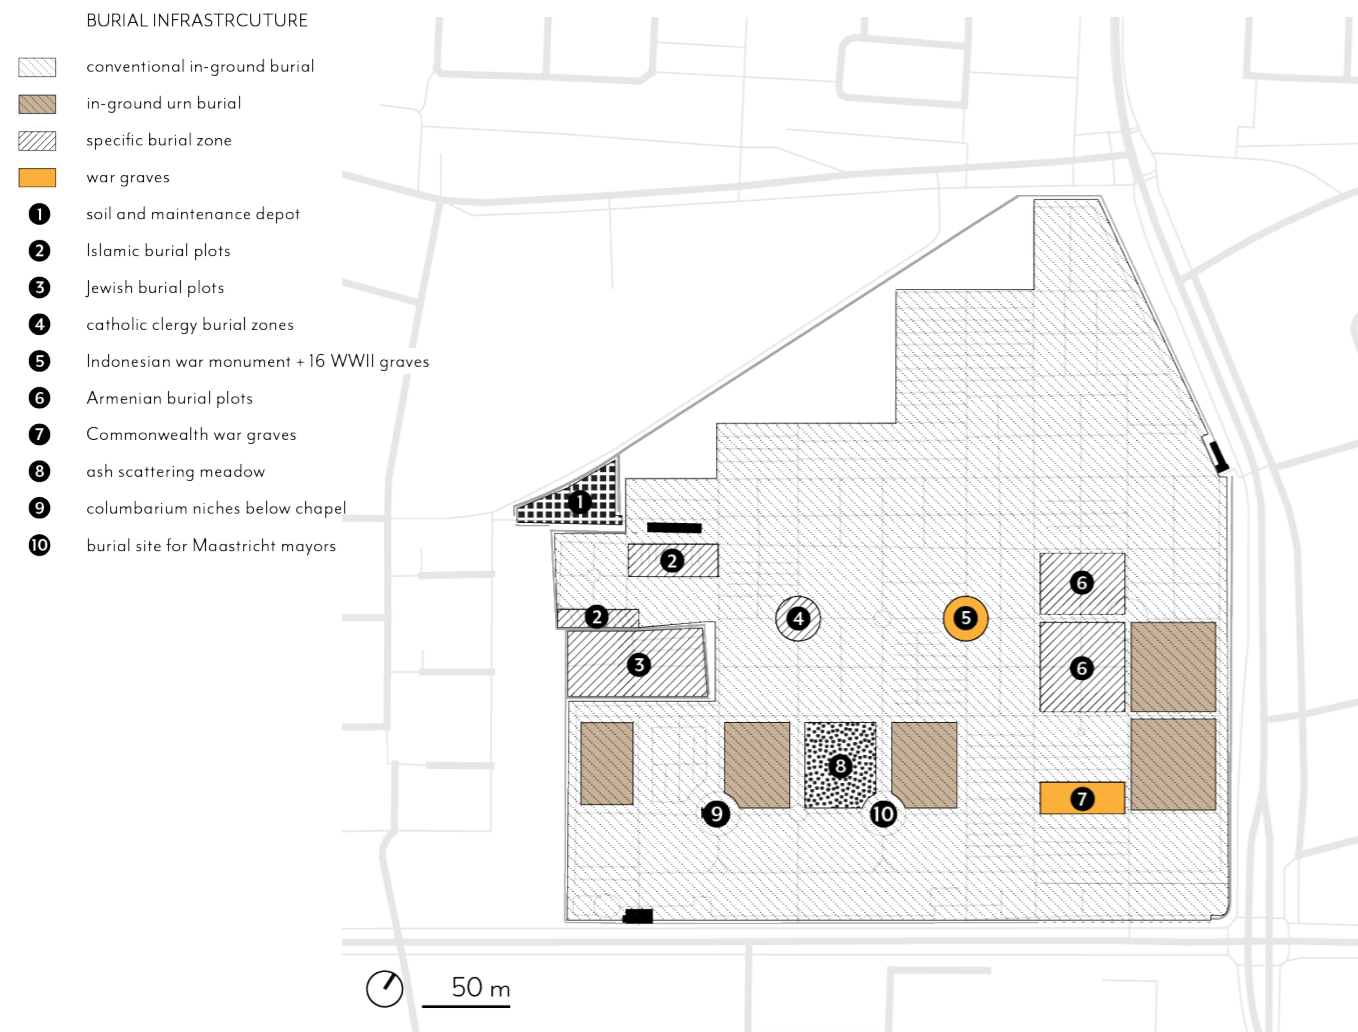 BURIAL INFRASTRCUTURE
conventional in-ground burial
in-ground urn burial
specific burial zone
war graves
1 soil and maintenance depot
2 Islamic burial plots
3 Jewish burial plots
4 catholic clergy burial zones
5 Indonesian war monument + 16 WWII graves
6 Armenian burial plots
7 Commonwealth war graves
8 ash scattering meadow
9 columbarium niches below chapel
10 burial site for Maastricht mayors
1
2
6
2
4
5
3
6
8
7
9
10
50 m